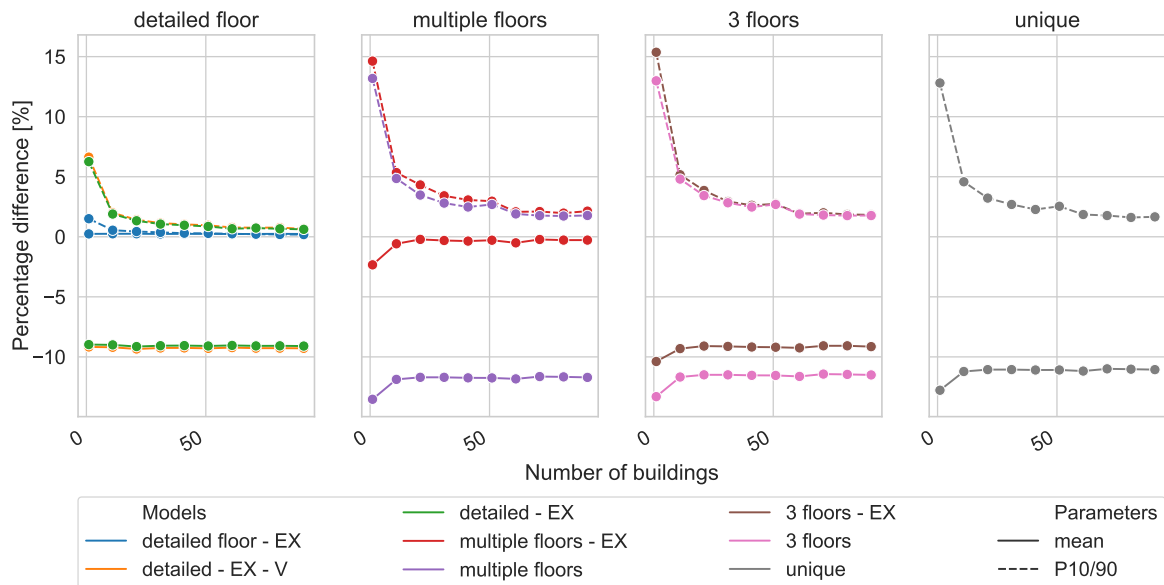 detailed floor multiple floors 3 floors unique
Percentage difference [%]
15
10
5
0
−5
−10
0 50 0 50 0 50 0 50
Number of buildings
Models detailed - EX 3 floors - EX Parameters
detailed floor - EX multiple floors - EX 3 floors mean
detailed - EX - V multiple floors unique P10/90